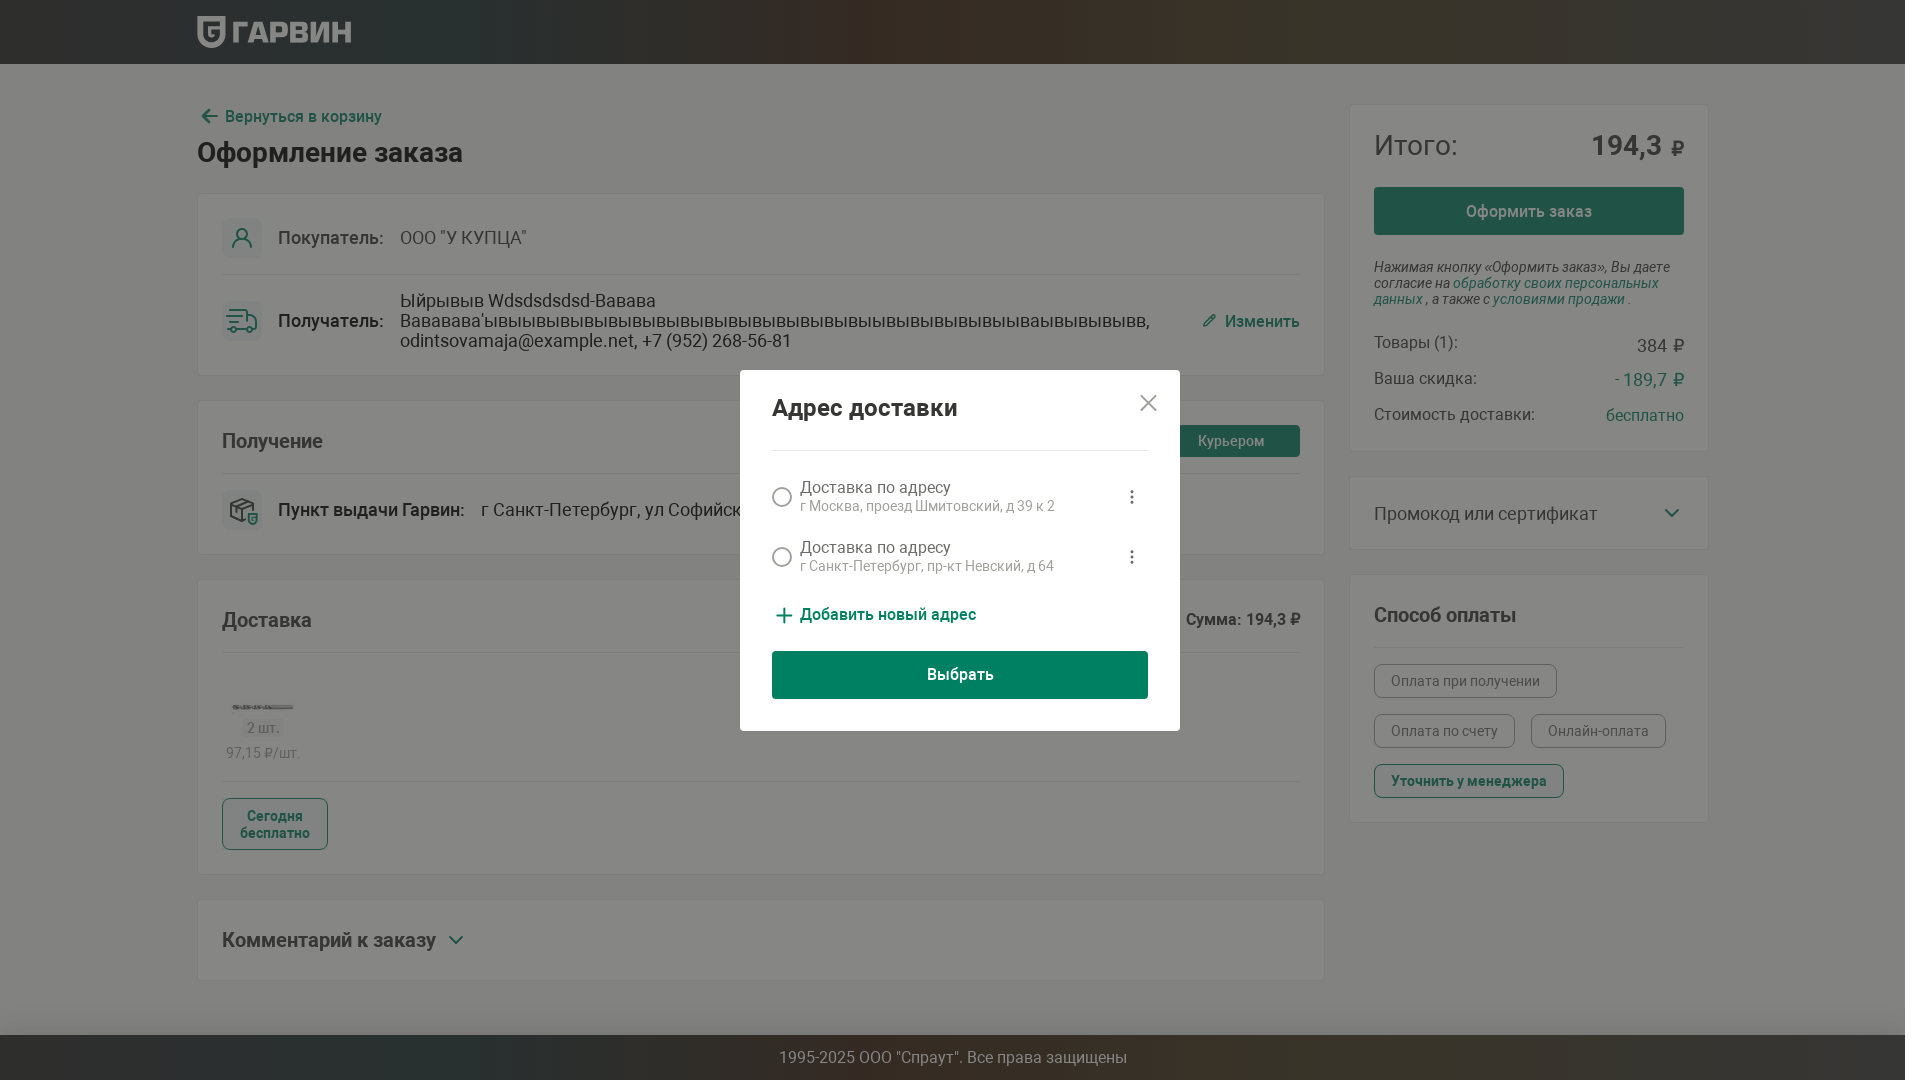 ГАРВИН
Вернуться в корзину
Оформление заказа
Покупатель: ООО "У КУПЦА"
Получатель:
Ыйрывыв Wdsdsdsdsd-Вавава
odintsovamaja@example.net, +7 (952) 268-56-81
Изменить
Получение
Курьером
Пункт выдачи Гарвин: г Санкт-Петербург, ул
Доставка
Сумма: 194,3 ₽
2 шт.
97,15 ₽/шт.
Сегодня
бесплатно
Комментарий к заказу
Адрес доставки
Доставка по адресу
г Москва, проезд Шмитовский, д 39 к 2
Доставка по адресу
г Санкт-Петербург, пр-кт Невский, д 64
Добавить новый адрес
Выбрать
Итого: 194,3 ₽
Оформить заказ
Нажимая кнопку «Оформить заказ», Вы даете
согласие на обработку своих персональных
данных , а также с условиями продажи .
Товары (1): 384 ₽
Ваша скидка: - 189,7 ₽
Стоимость доставки: бесплатно
Промокод или сертификат
Способ оплаты
Оплата при получении
Оплата по счету
Онлайн-оплата
Уточнить у менеджера
1995-2025 ООО "Спраут". Все права защищены